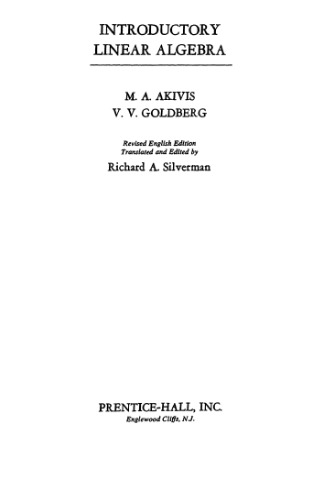 INTRODUCTORY
LINEAR ALGEBRA
M. A. AKIVIS
V. V. GOLDBERG
Revised English Edition
Translated and Edited by
Richard A. Silverman
PRENTICE-HALL, INC.
Englewood Cliffs, N.J.